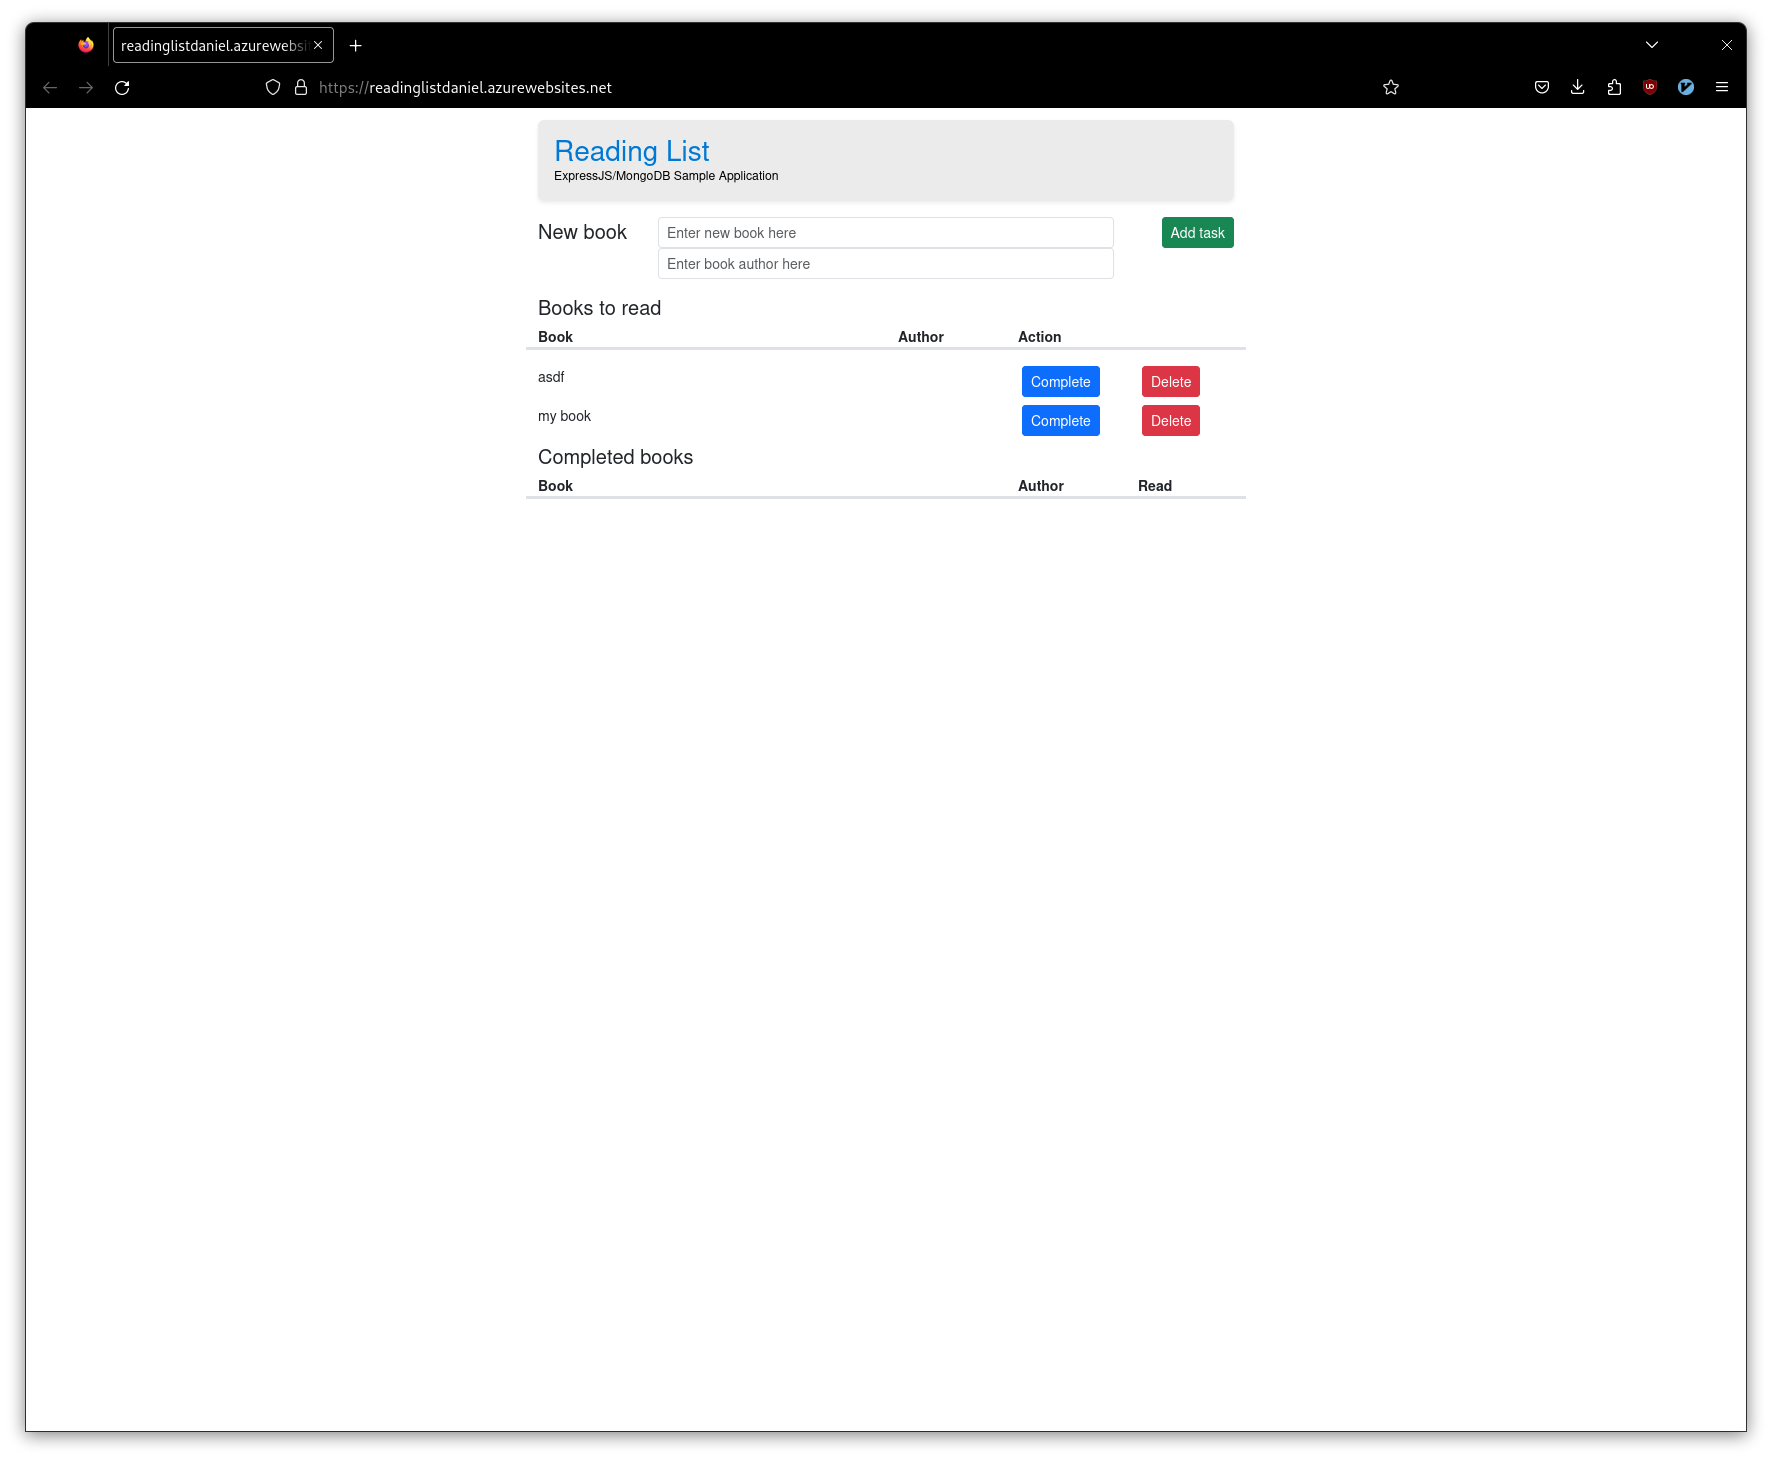 readinglistdaniel.azurewebsi
https://readinglistdaniel.azurewebsites.net
Reading List
ExpressJS/MongoDB Sample Application
New book
Enter new book here
Add task
Enter book author here
Books to read
Book Author Action
asdf Complete Delete
my book Complete Delete
Completed books
Book Author Read